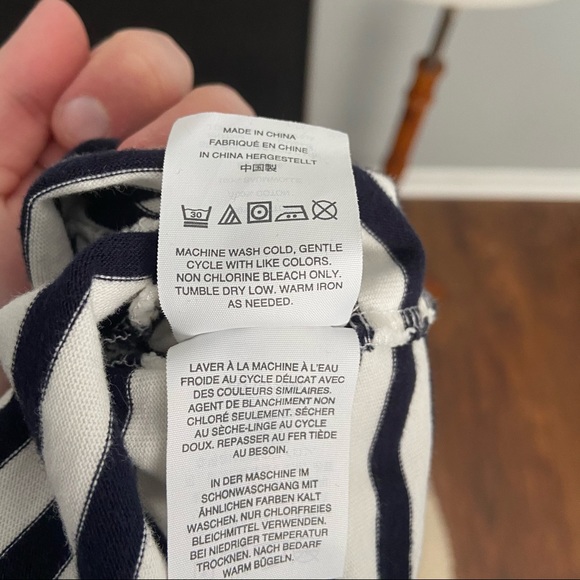 MADE IN CHINA
FABRIQUÉ EN CHINE
IN CHINA HERGESTELLT
中国製
30
MACHINE WASH COLD, GENTLE
CYCLE WITH LIKE COLORS.
NON CHLORINE BLEACH ONLY.
TUMBLE DRY LOW. WARM IRON
AS NEEDED.
LAVER À LA MACHINE À L'EAU
FROIDE AU CYCLE DÉLICAT AVEC
DES COULEURS SIMILAIRES.
AGENT DE BLANCHIMENT NON
CHLORÉ SEULEMENT. SÉCHER
AU SÈCHE-LINGE AU CYCLE
DOUX. REPASSER AU FER TIÈDE
AU BESOIN.
IN DER MASCHINE IM
SCHONWASCHGANG MIT
ÄHNLICHEN FARBEN KALT
WASCHEN. NUR CHLORFREIES
BLEICHMITTEL VERWENDEN.
BEI NIEDRIGER TEMPERATUR
TROCKNEN. NACH BEDARF
WARM BÜGELN.